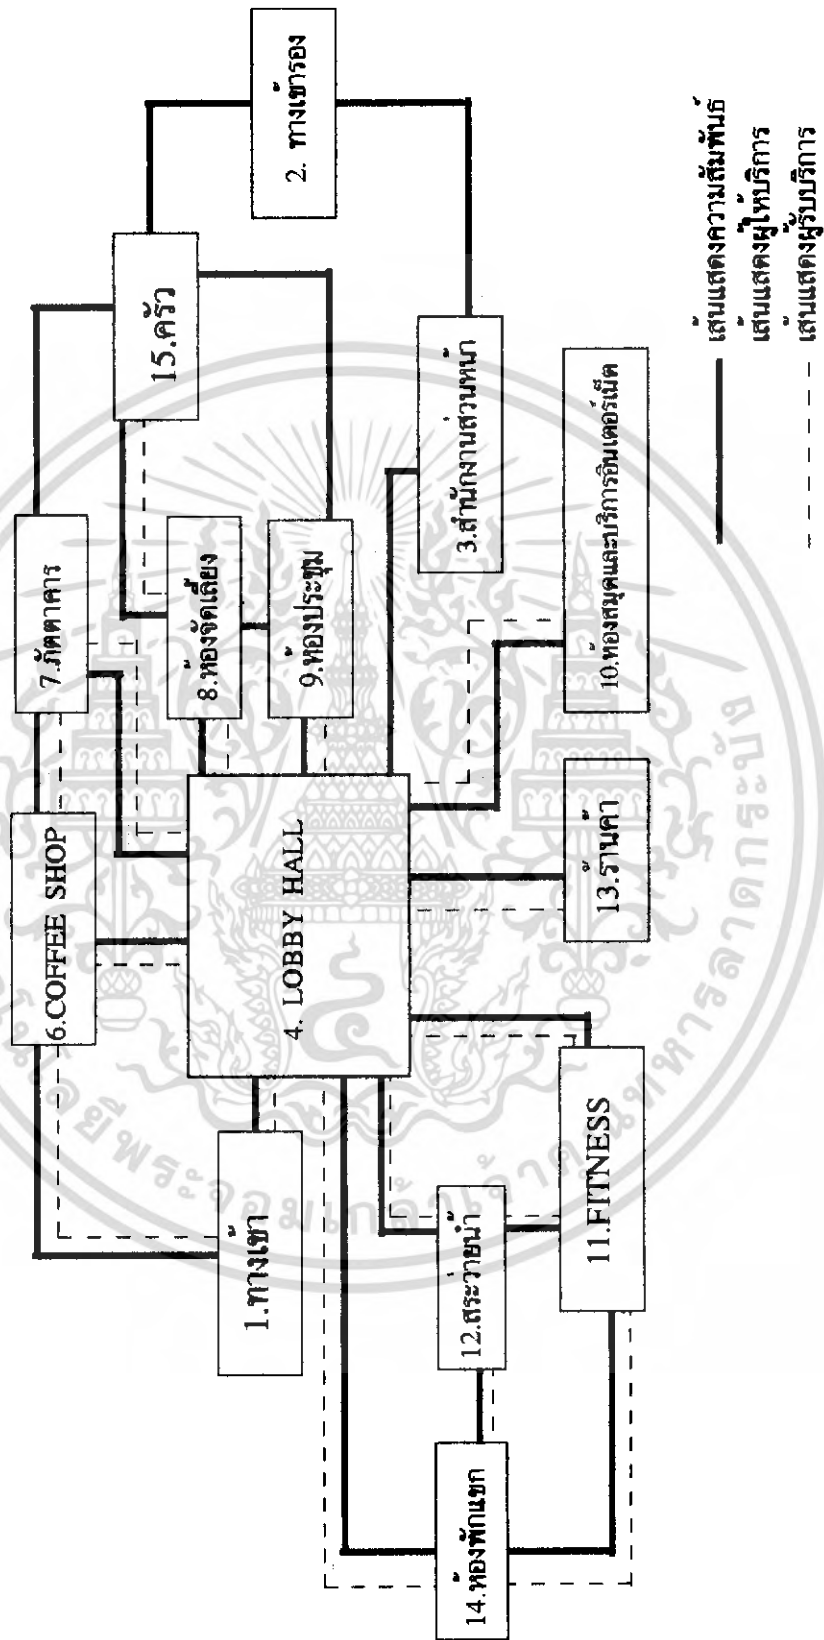 2. ทางเข้ารอง
15.ครัว
7.ภัตตาคาร
8.ห้องจัดเลี้ยง
9.ห้องประชุม
3.สำนักงานส่วนหน้า
6.COFFEE SHOP
4. LOBBY HALL
10.ห้องสมุดและบริการอินเตอร์เน็ต
13.ร้านค้า
1.ทางเข้า
12.สระว่ายน้ำ
11.FITNESS
14.ห้องพักแขก
เส้นแสดงความสัมพันธ์
เส้นแสดงผู้ให้บริการ
เส้นแสดงผู้รับบริการ